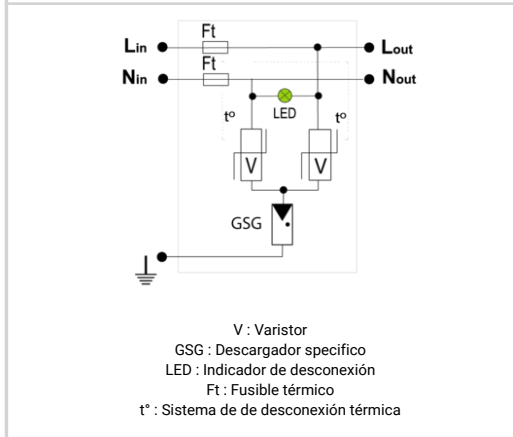 Ft
Lin Lout
Ft
Nin Nout
t° LED t°
V V
GSG
V : Varistor
GSG : Descargador specifico
LED : Indicador de desconexión
Ft : Fusible térmico
t° : Sistema de de desconexión térmica